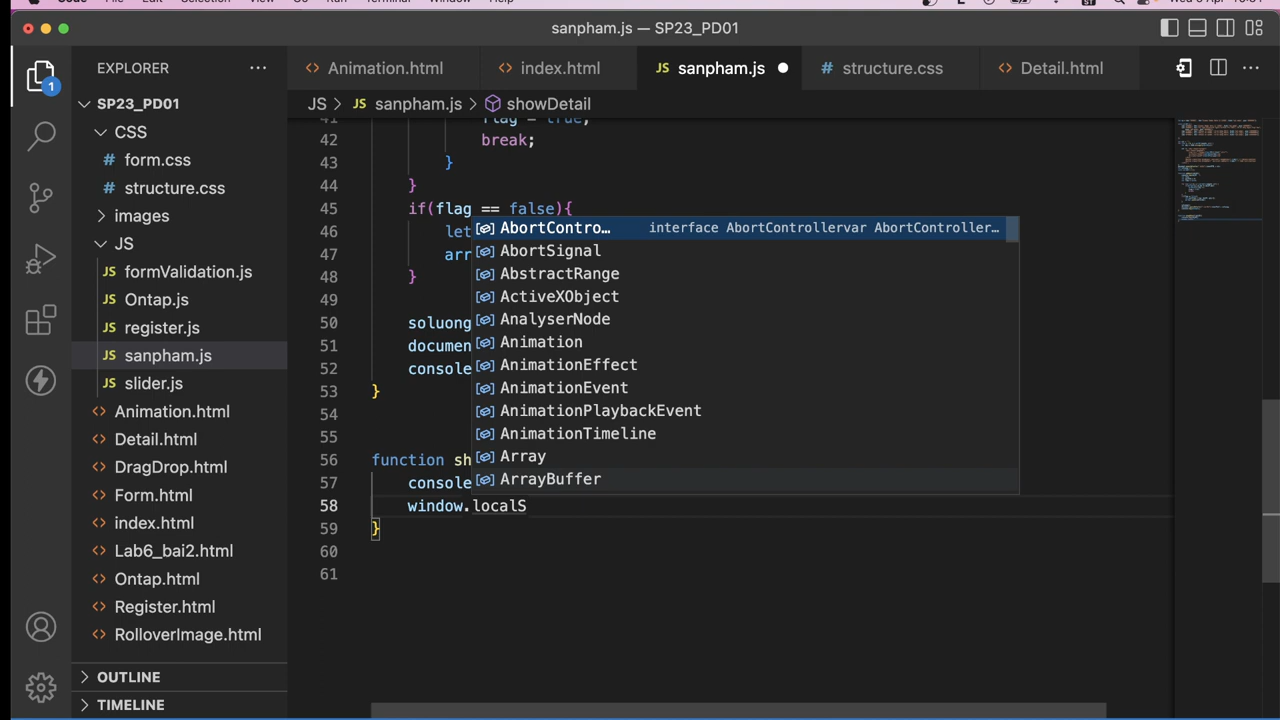 sanpham.js — SP23_PD01
EXPLORER
Animation.html
index.html
JS sanpham.js
# structure.css
Detail.html
SP23_PD01
JS > JS sanpham.js > showDetail
CSS
# form.css
# structure.css
images
JS
JS formValidation.js
JS Ontap.js
JS register.js
JS sanpham.js
JS slider.js
Animation.html
Detail.html
DragDrop.html
Form.html
index.html
Lab6_bai2.html
Ontap.html
Register.html
RolloverImage.html
OUTLINE
TIMELINE
1
41 flag = true;
42 break;
43 }
44 }
45 if(flag == false){
46 let
47 arr
48 }
49
50 soluong
51 documen
52 console
53 }
54
55
56 function sh
57 console
58 window.localS
59 }
60
61
AbortContro… interface AbortControllervar AbortController…
AbortSignal
AbstractRange
ActiveXObject
AnalyserNode
Animation
AnimationEffect
AnimationEvent
AnimationPlaybackEvent
AnimationTimeline
Array
ArrayBuffer